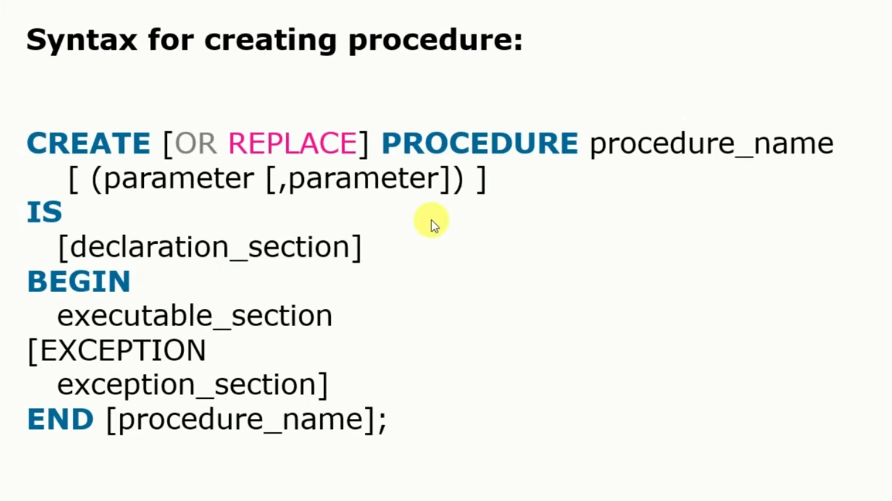 Syntax for creating procedure:
CREATE [OR REPLACE] PROCEDURE procedure_name
[ (parameter [,parameter]) ]
IS
[declaration_section]
BEGIN
executable_section
[EXCEPTION
exception_section]
END [procedure_name];